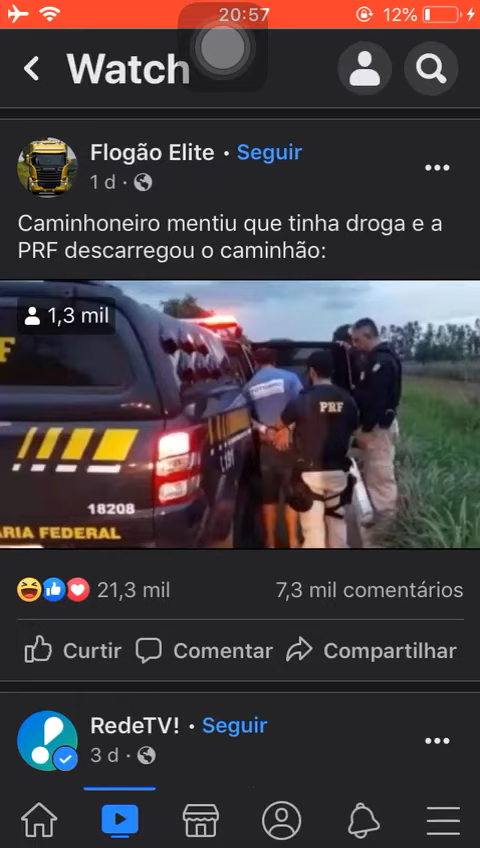 20:57
12%
Watch
Flogão Elite • Seguir
1 d
Caminhoneiro mentiu que tinha droga e a
PRF descarregou o caminhão:
1,3 mil
F
PRF
C.191
18208
ARIA FEDERAL
21,3 mil
7,3 mil comentários
Curtir
Comentar
Compartilhar
RedeTV! • Seguir
3 d